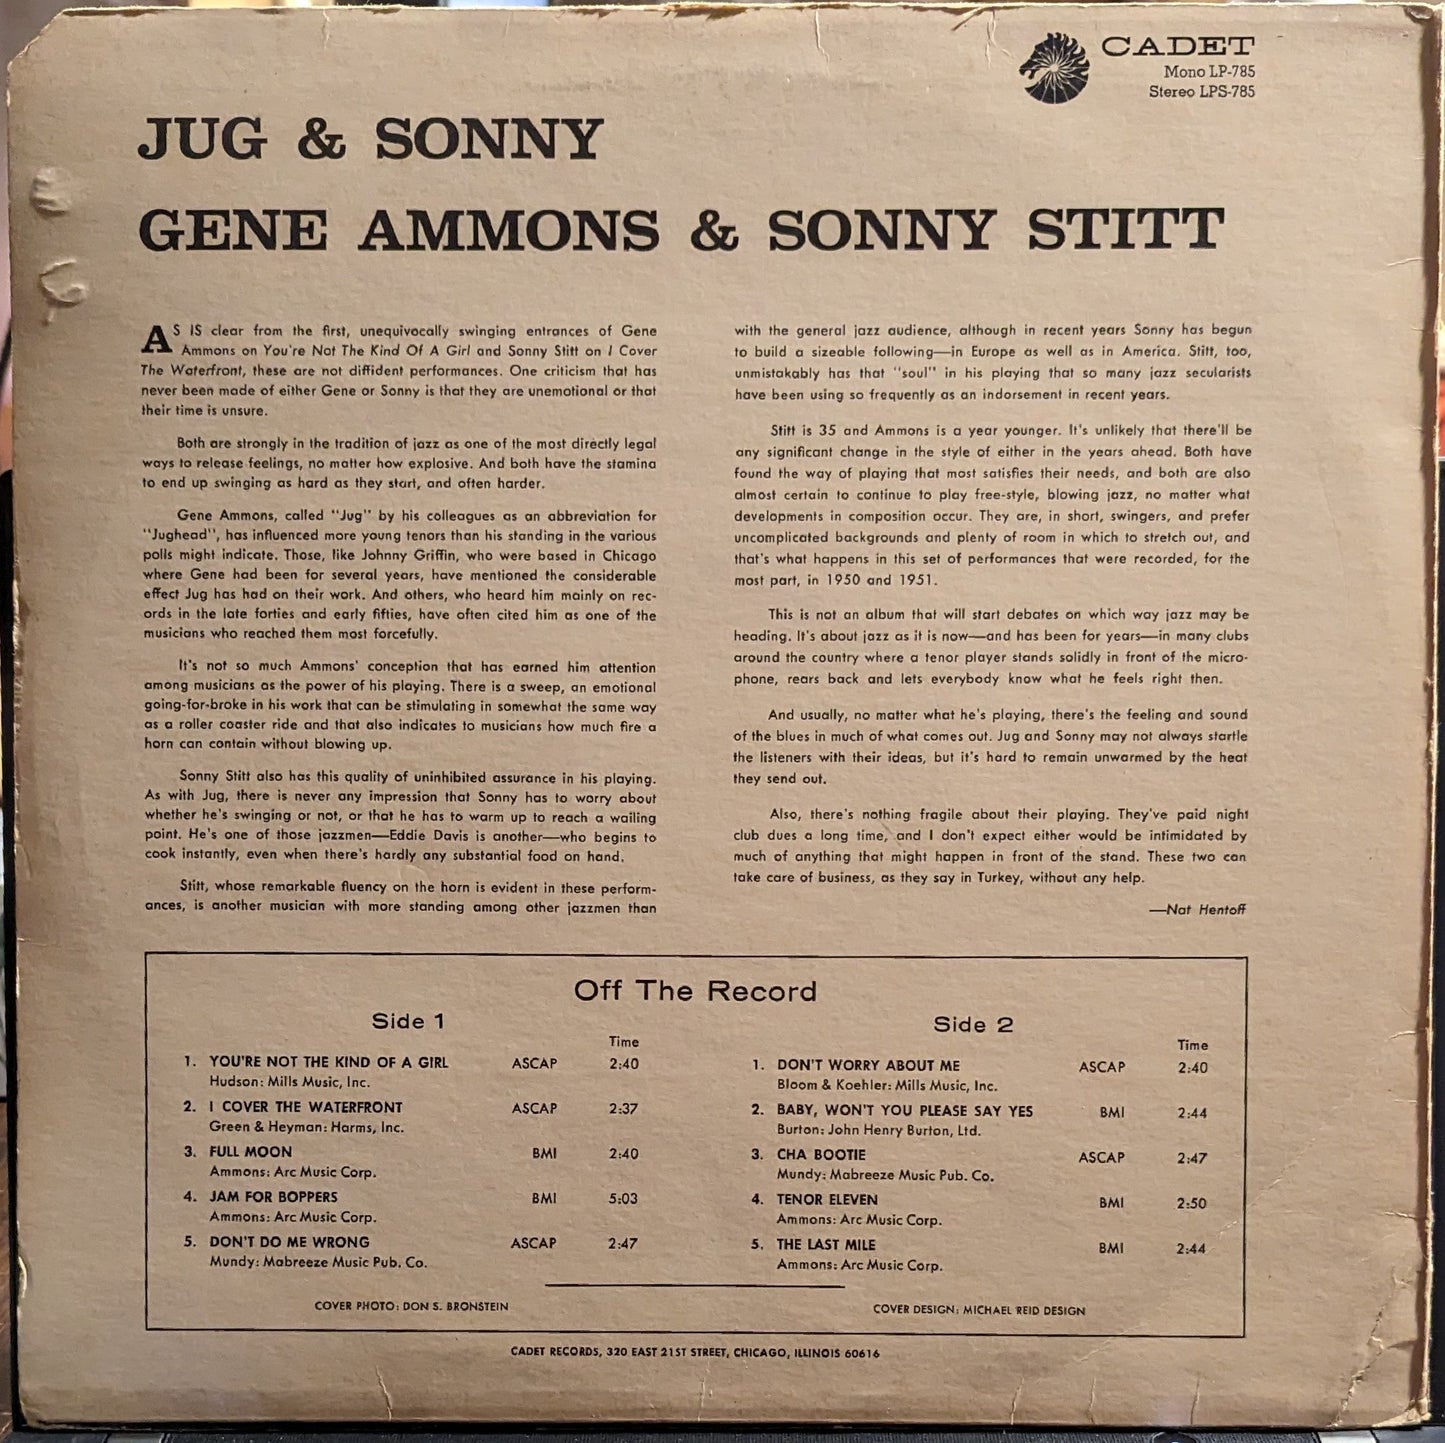 CADET
Mono LP-785
Stereo LPS-785
JUG & SONNY
GENE AMMONS & SONNY STITT
AS IS clear from the first, unequivocally swinging entrances of Gene
Ammons on You're Not The Kind Of A Girl and Sonny Stitt on I Cover
The Waterfront, these are not diffident performances. One criticism that has
never been made of either Gene or Sonny is that they are unemotional or that
their time is unsure.
Both are strongly in the tradition of jazz as one of the most directly legal
ways to release feelings, no matter how explosive. And both have the stamina
to end up swinging as hard as they start, and often harder.
Gene Ammons, called "Jug" by his colleagues as an abbreviation for
"Jughead", has influenced more young tenors than his standing in the various
polls might indicate. Those, like Johnny Griffin, who were based in Chicago
where Gene had been for several years, have mentioned the considerable
effect Jug has had on their work. And others, who heard him mainly on rec-
ords in the late forties and early fifties, have often cited him as one of the
musicians who reached them most forcefully.
It's not so much Ammons' conception that has earned him attention
among musicians as the power of his playing. There is a sweep, an emotional
going-for-broke in his work that can be stimulating in somewhat the same way
as a roller coaster ride and that also indicates to musicians how much fire a
horn can contain without blowing up.
Sonny Stitt also has this quality of uninhibited assurance in his playing.
As with Jug, there is never any impression that Sonny has to worry about
whether he's swinging or not, or that he has to warm up to reach a wailing
point. He's one of those jazzmen—Eddie Davis is another—who begins to
cook instantly, even when there's hardly any substantial food on hand.
Stitt, whose remarkable fluency on the horn is evident in these perform-
ances, is another musician with more standing among other jazzmen than
with the general jazz audience, although in recent years Sonny has begun
to build a sizeable following—in Europe as well as in America. Stitt, too,
unmistakably has that "soul" in his playing that so many jazz secularists
have been using so frequently as an indorsement in recent years.
Stitt is 35 and Ammons is a year younger. It's unlikely that there'll be
any significant change in the style of either in the years ahead. Both have
found the way of playing that most satisfies their needs, and both are also
almost certain to continue to play free-style, blowing jazz, no matter what
developments in composition occur. They are, in short, swingers, and prefer
uncomplicated backgrounds and plenty of room in which to stretch out, and
that's what happens in this set of performances that were recorded, for the
most part, in 1950 and 1951.
This is not an album that will start debates on which way jazz may be
heading. It's about jazz as it is now—and has been for years—in many clubs
around the country where a tenor player stands solidly in front of the micro-
phone, rears back and lets everybody know what he feels right then.
And usually, no matter what he's playing, there's the feeling and sound
of the blues in much of what comes out. Jug and Sonny may not always startle
the listeners with their ideas, but it's hard to remain unwarmed by the heat
they send out.
Also, there's nothing fragile about their playing. They've paid night
club dues a long time, and I don't expect either would be intimidated by
much of anything that might happen in front of the stand. These two can
take care of business, as they say in Turkey, without any help.
—Nat Hentoff
Off The Record
Side 1
Time
1. YOU'RE NOT THE KIND OF A GIRL ASCAP 2:40
Hudson: Mills Music, Inc.
2. I COVER THE WATERFRONT ASCAP 2:37
Green & Heyman: Harms, Inc.
3. FULL MOON BMI 2:40
Ammons: Arc Music Corp.
4. JAM FOR BOPPERS BMI 5:03
Ammons: Arc Music Corp.
5. DON'T DO ME WRONG ASCAP 2:47
Mundy: Mabreeze Music Pub. Co.
Side 2
Time
1. DON'T WORRY ABOUT ME ASCAP 2:40
Bloom & Koehler: Mills Music, Inc.
2. BABY, WON'T YOU PLEASE SAY YES BMI 2:44
Burton: John Henry Burton, Ltd.
3. CHA BOOTIE ASCAP 2:47
Mundy: Mabreeze Music Pub. Co.
4. TENOR ELEVEN BMI 2:50
Ammons: Arc Music Corp.
5. THE LAST MILE BMI 2:44
Ammons: Arc Music Corp.
COVER PHOTO: DON S. BRONSTEIN
COVER DESIGN: MICHAEL REID DESIGN
CADET RECORDS, 320 EAST 21ST STREET, CHICAGO, ILLINOIS 60616